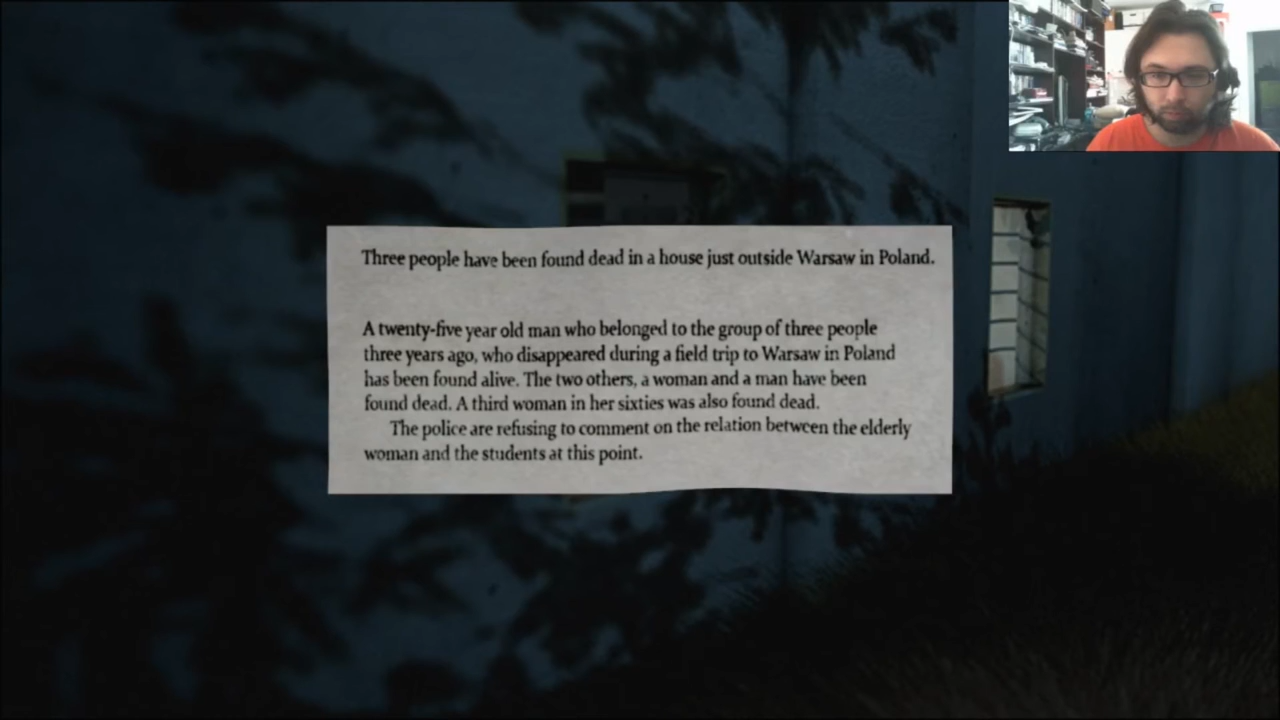 Three people have been found dead in a house just outside Warsaw in Poland.
A twenty-five year old man who belonged to the group of three people
three years ago, who disappeared during a field trip to Warsaw in Poland
has been found alive. The two others, a woman and a man have been
found dead. A third woman in her sixties was also found dead.
The police are refusing to comment on the relation between the elderly
woman and the students at this point.